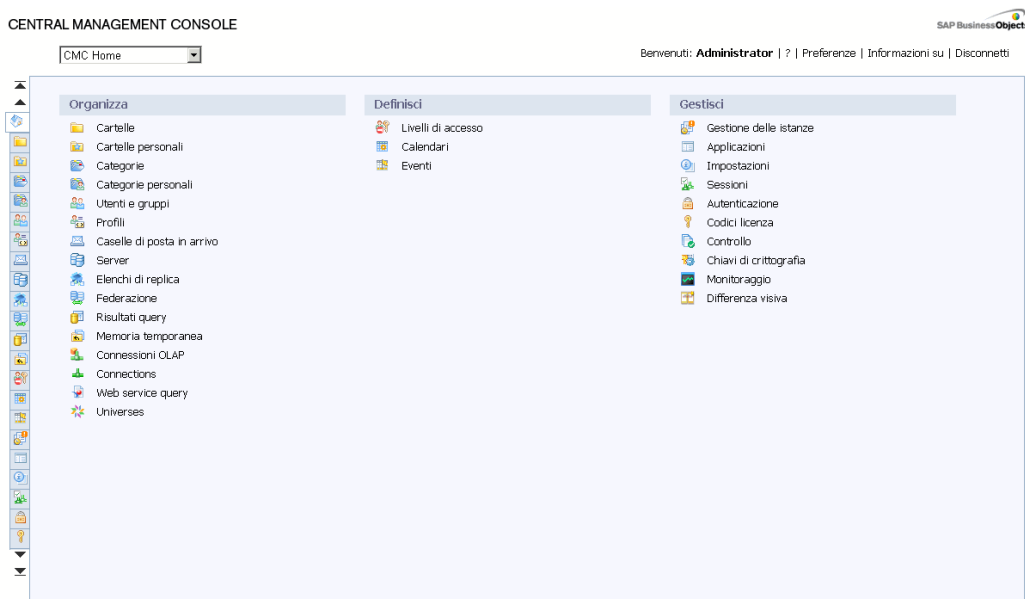 CENTRAL MANAGEMENT CONSOLE
SAP BusinessObject
CMC Home
Benvenuti: Administrator | ? | Preferenze | Informazioni su | Disconnetti
Organizza
Cartelle
Cartelle personali
Categorie
Categorie personali
Utenti e gruppi
Profili
Caselle di posta in arrivo
Server
Elenchi di replica
Federazione
Risultati query
Memoria temporanea
Connessioni OLAP
Connections
Web service query
Universes
Definisci
Livelli di accesso
Calendari
Eventi
Gestisci
Gestione delle istanze
Applicazioni
Impostazioni
Sessioni
Autenticazione
Codici licenza
Controllo
Chiavi di crittografia
Monitoraggio
Differenza visiva